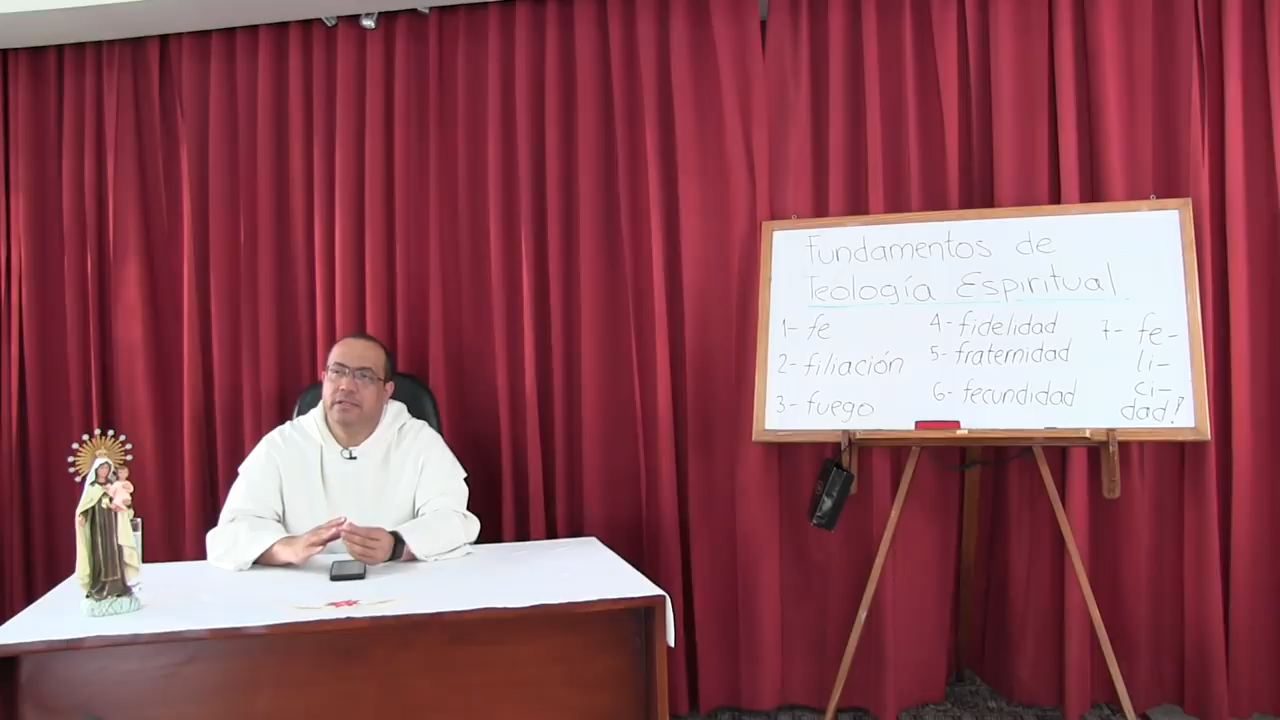 Fundamentos de
Teología Espiritual
1- fe
2- filiación
3- fuego
4- fidelidad
5- fraternidad
6- fecundidad
7- fe-
li-
ci-
dad!